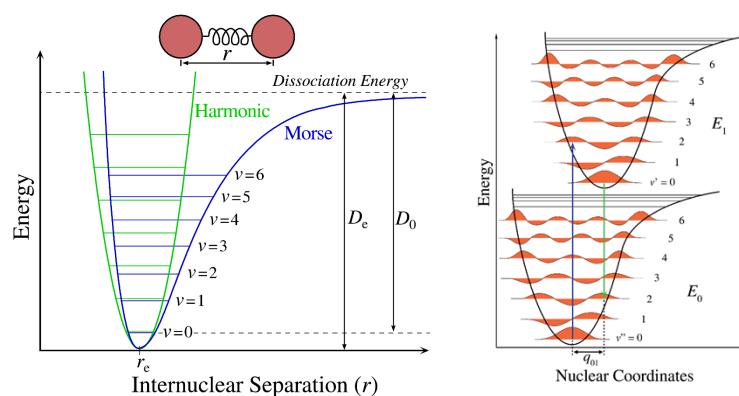 r
Dissociation Energy
Harmonic
Morse
Energy
v=6
v=5
v=4
v=3
v=2
v=1
v=0
Dₑ
D₀
rₑ
Internuclear Separation (r)
Energy
6
5
4
3
2
1
v' = 0
E₁
6
5
4
3
2
1
v'' = 0
E₀
q₀₁
Nuclear Coordinates